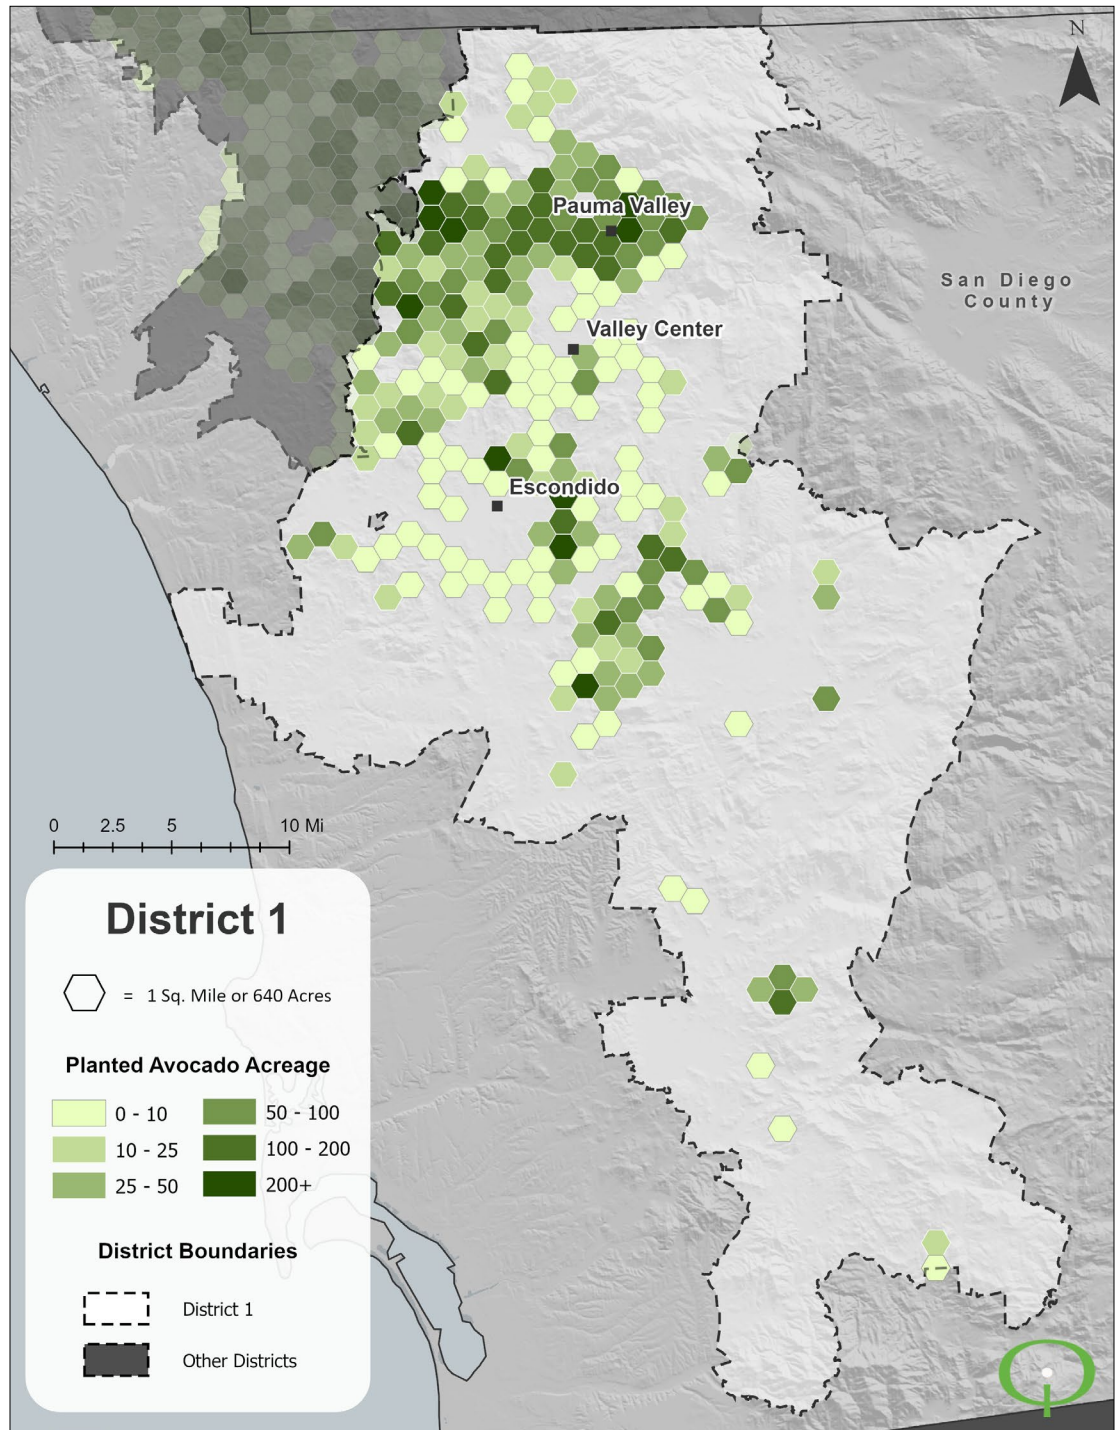 N
Pauma Valley
San Diego
County
Valley Center
Escondido
0 2.5 5 10 Mi
District 1
= 1 Sq. Mile or 640 Acres
Planted Avocado Acreage
0 - 10
50 - 100
10 - 25
100 - 200
25 - 50
200+
District Boundaries
District 1
Other Districts